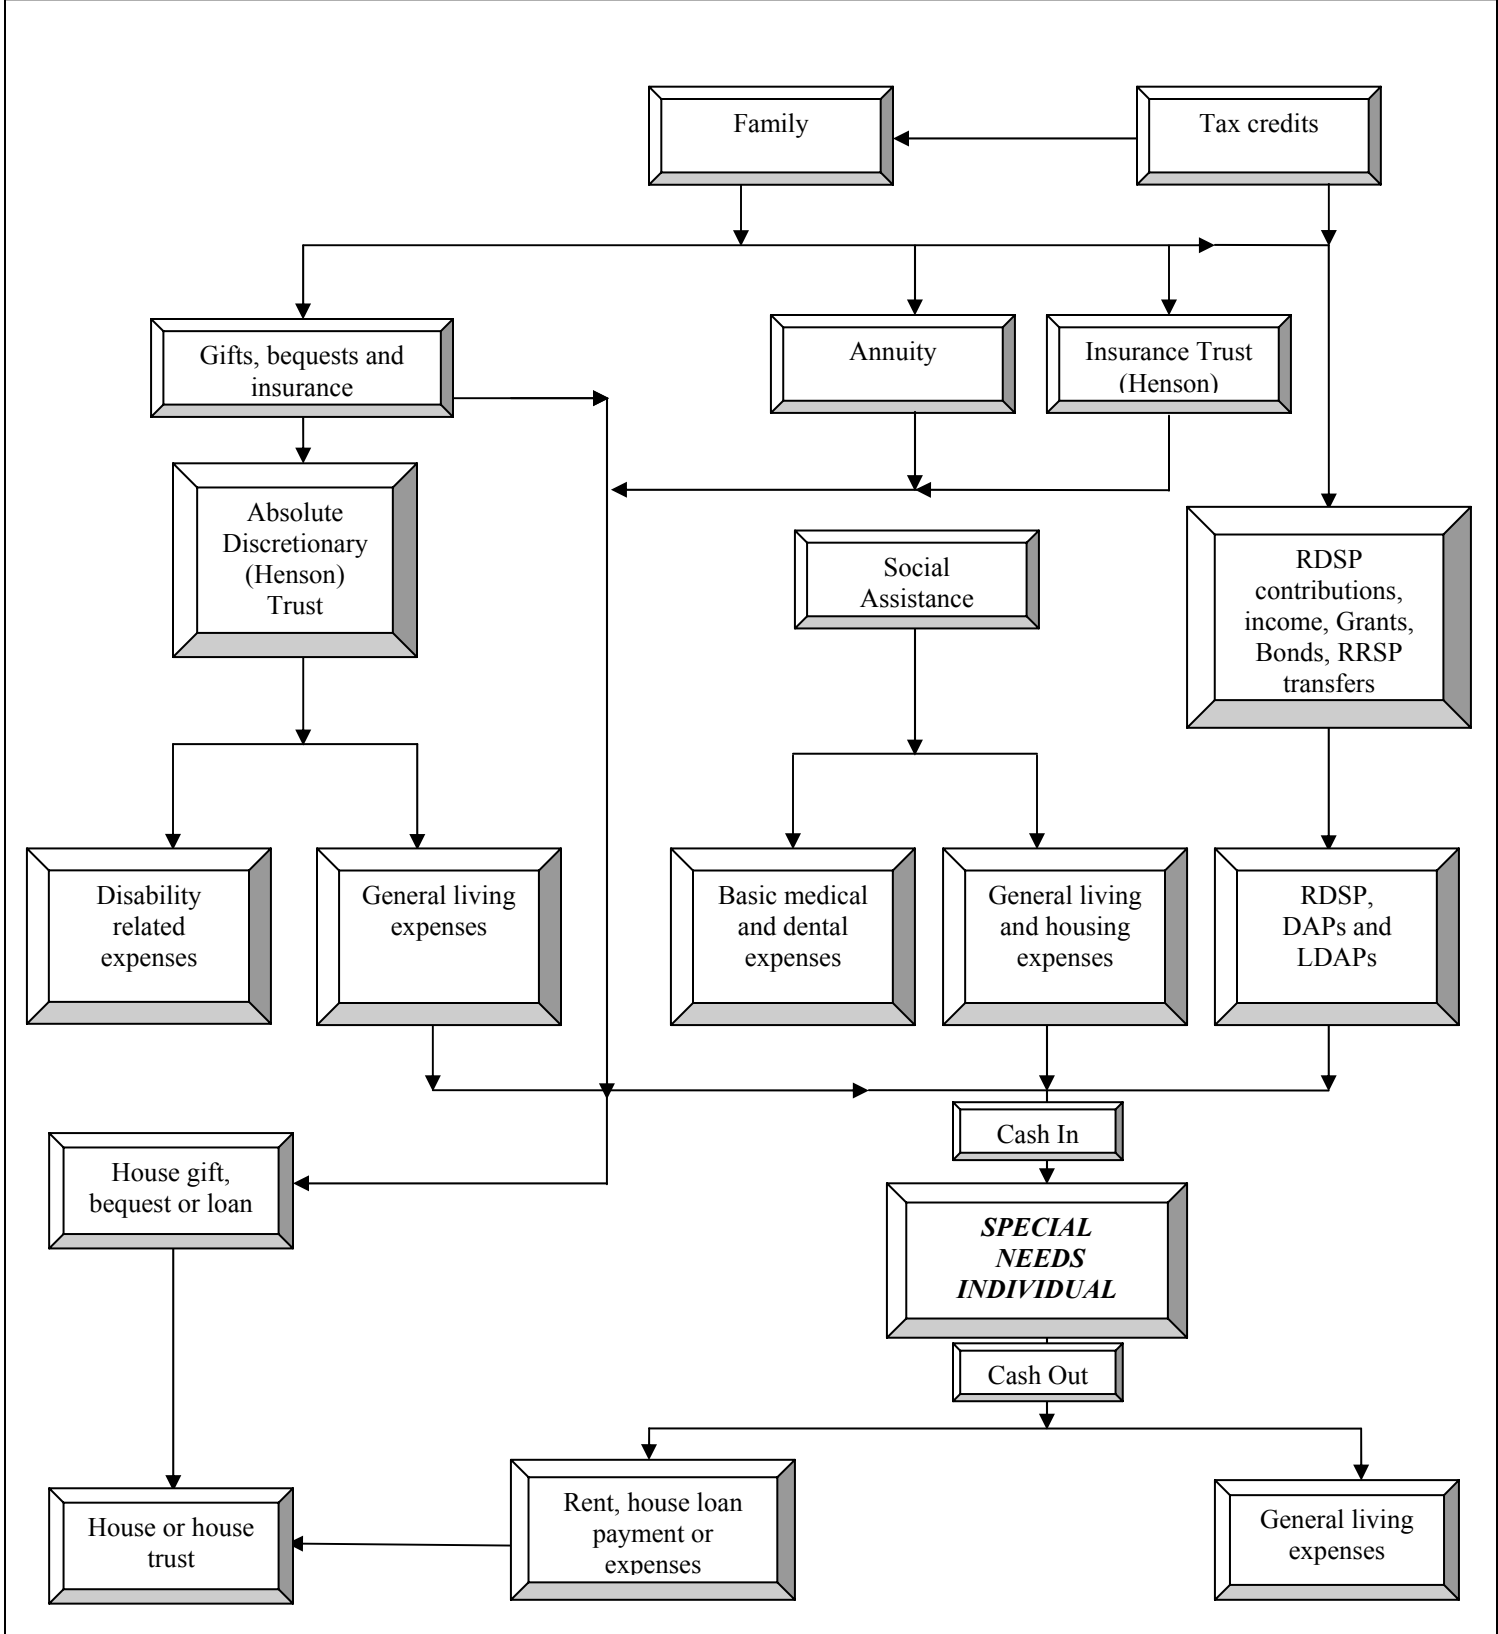 Family
Tax credits
Gifts, bequests and
insurance
Annuity
Insurance Trust
(Henson)
Absolute
Discretionary
(Henson)
Trust
Social
Assistance
RDSP
contributions,
income, Grants,
Bonds, RRSP
transfers
Disability
related
expenses
General living
expenses
Basic medical
and dental
expenses
General living
and housing
expenses
RDSP,
DAPs and
LDAPs
Cash In
House gift,
bequest or loan
SPECIAL
NEEDS
INDIVIDUAL
Cash Out
House or house
trust
Rent, house loan
payment or
expenses
General living
expenses